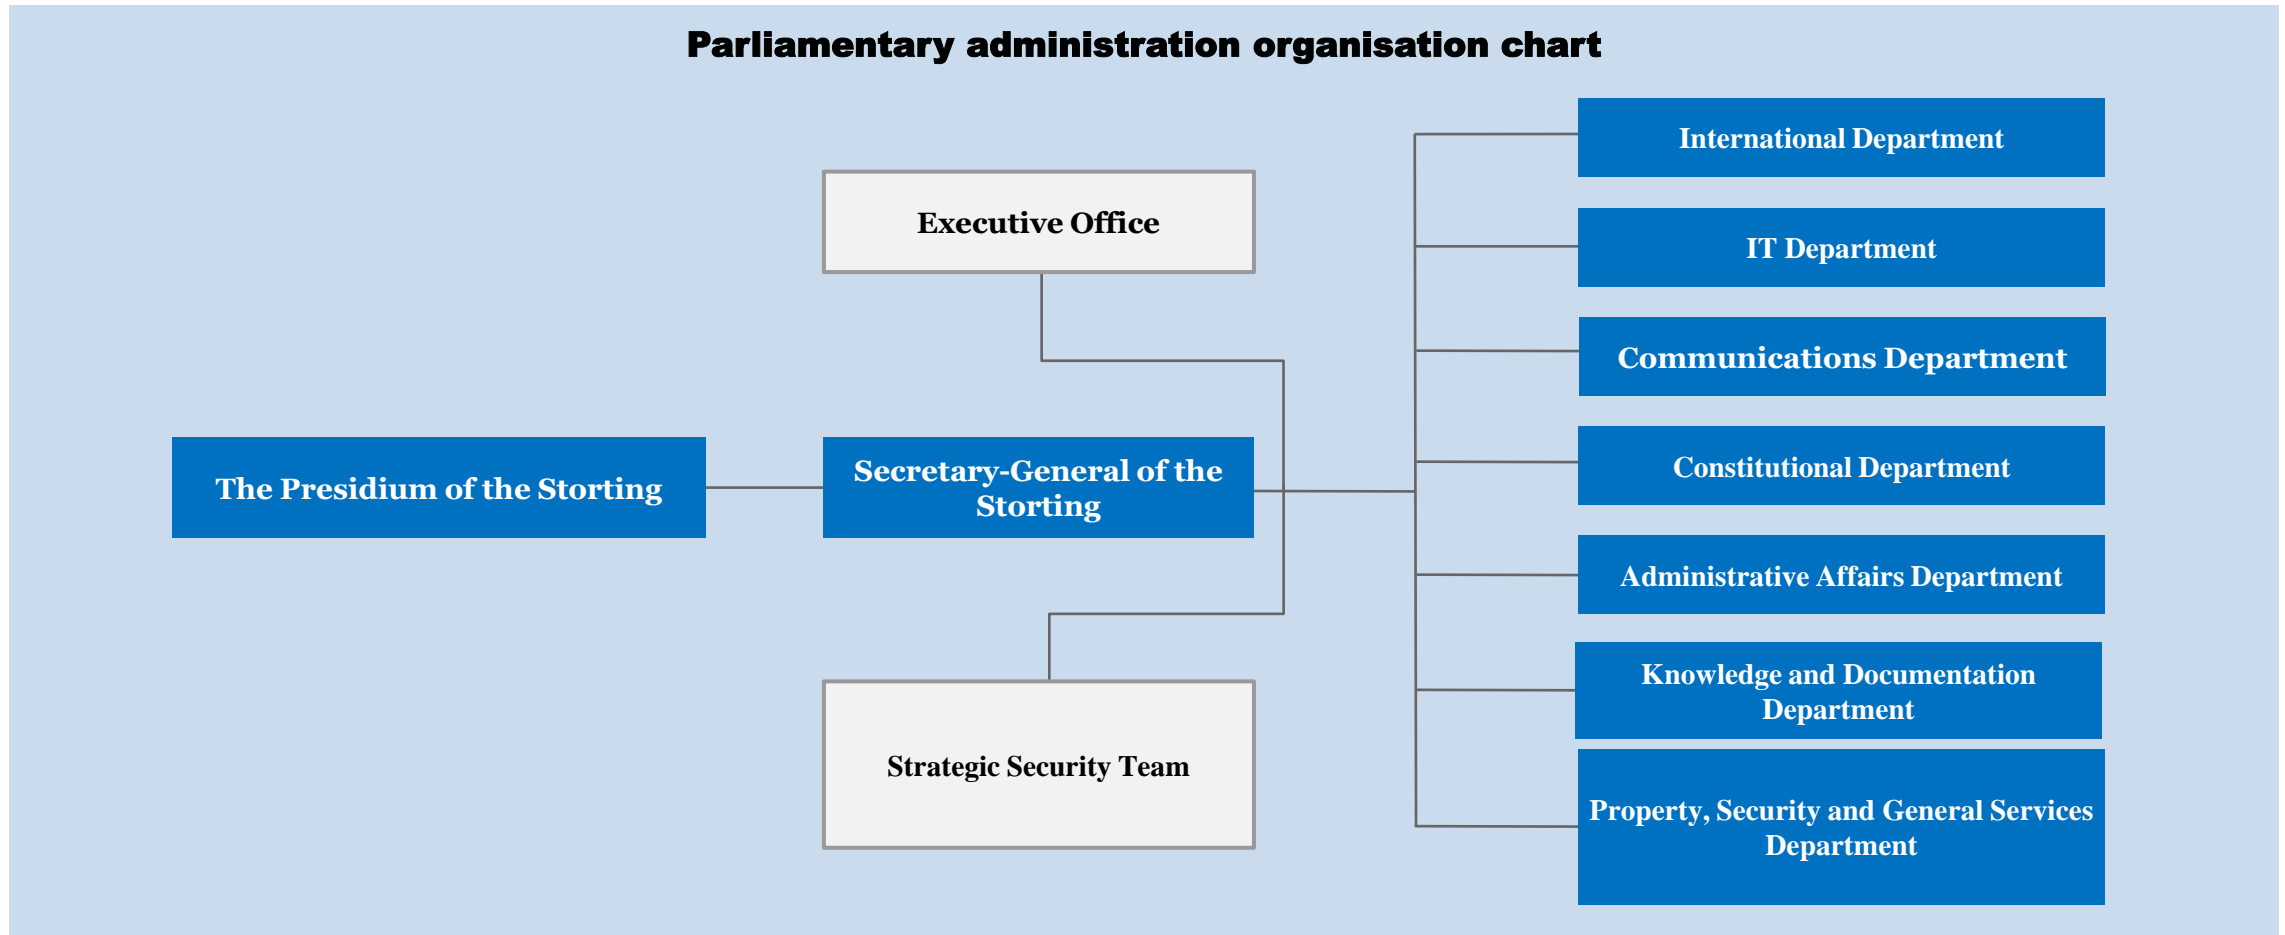 Parliamentary administration organisation chart
International Department
Executive Office
IT Department
Communications Department
The Presidium of the Storting
Secretary-General of the
Storting
Constitutional Department
Administrative Affairs Department
Knowledge and Documentation
Department
Strategic Security Team
Property, Security and General Services
Department